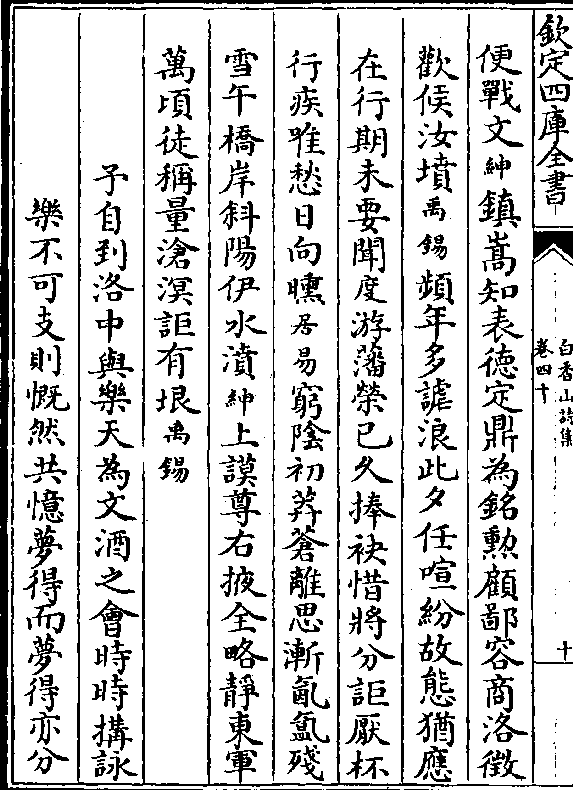 欽定四庫全書
白香山詩集
卷四十
十
便戰文紳鎮嵩知表德定鼎為銘勲顧鄙容商洛徴
歡候汝墳禹錫頻年多謔浪此夕任喧紛故態猶應
在行期未要聞度游藩榮已久捧袂惜將分詎厭杯
行疾唯愁日向曛居易窮陰初莽蒼離思漸氤氲殘
雪午橋岸斜陽伊水濆紳上謨尊右掖全略靜東軍
萬頃徒稱量滄溟詎有垠禹錫
予自到洛中與樂天為文酒之會時時搆詠
樂不可支則慨然共憶夢得而夢得亦分